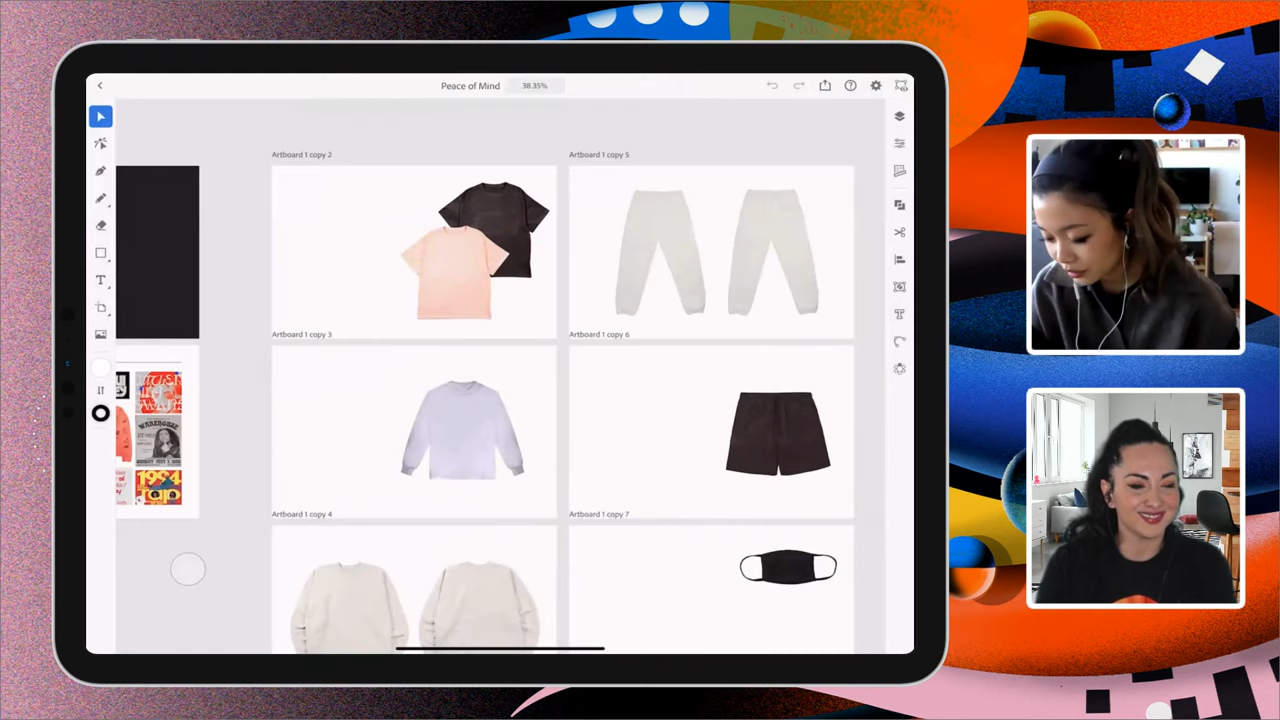 Peace of Mind
38.35%
Artboard 1 copy 2
Artboard 1 copy 5
Artboard 1 copy 3
Artboard 1 copy 6
WAREHOUSE
1994
Artboard 1 copy 4
Artboard 1 copy 7